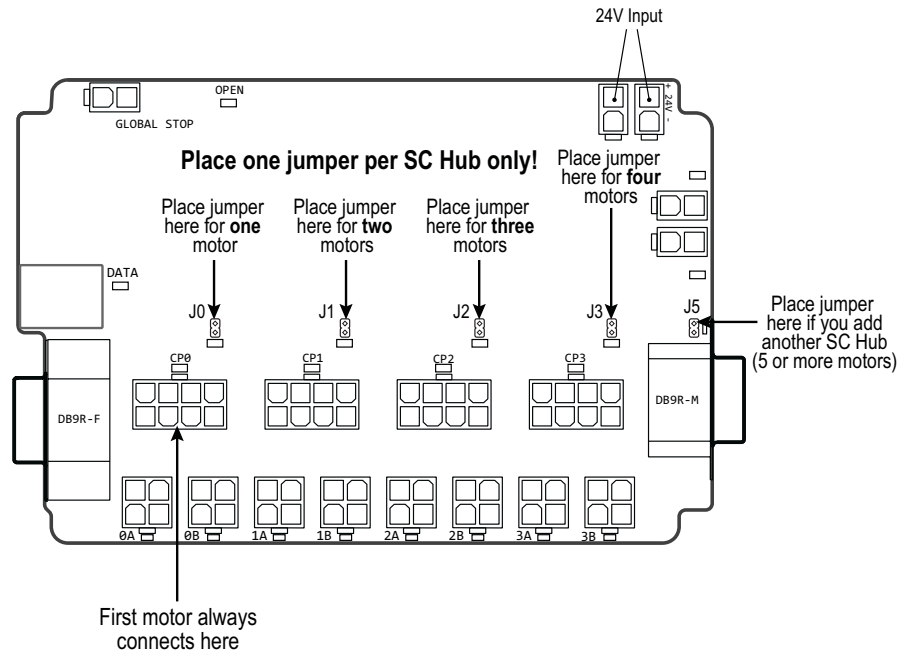 24V Input
OPEN
GLOBAL STOP
+ 24V -
Place one jumper per SC Hub only!
Place jumper
here for four
motors
Place jumper
here for one
motor
Place jumper
here for two
motors
Place jumper
here for three
motors
DATA
J0
J1
J2
J3
J5
Place jumper
here if you add
another SC Hub
(5 or more motors)
CP0
CP1
CP2
CP3
DB9R-F
DB9R-M
0A
0B
1A
1B
2A
2B
3A
3B
First motor always
connects here